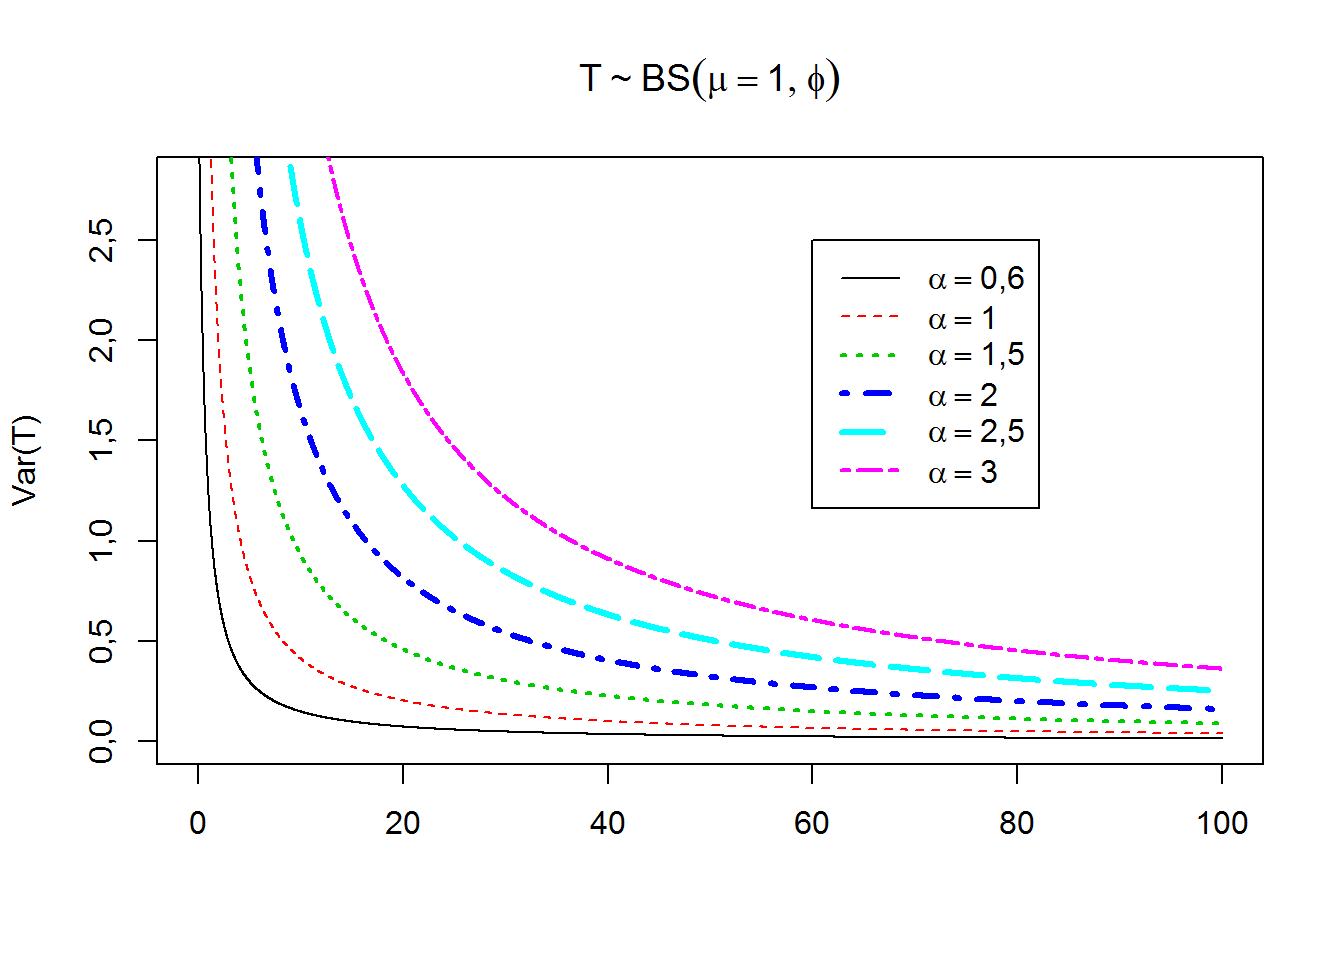 T ~ BS(μ = 1, ϕ)
Var(T)
2,5
2,0
1,5
1,0
0,5
0,0
0 20 40 60 80 100
α = 0,6
α = 1
α = 1,5
α = 2
α = 2,5
α = 3